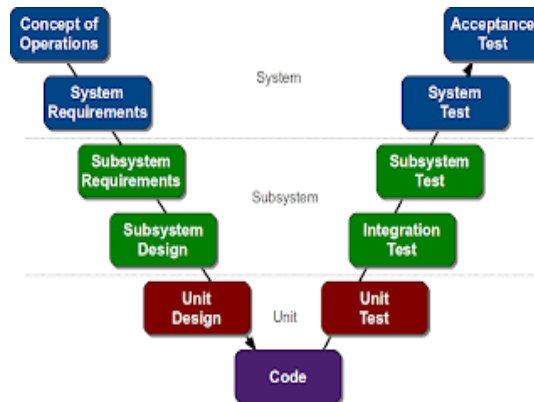 Concept of
Operations
Acceptance
Test
System
System
Requirements
System
Test
Subsystem
Requirements
Subsystem
Test
Subsystem
Subsystem
Design
Integration
Test
Unit
Design
Unit
Unit
Test
Code